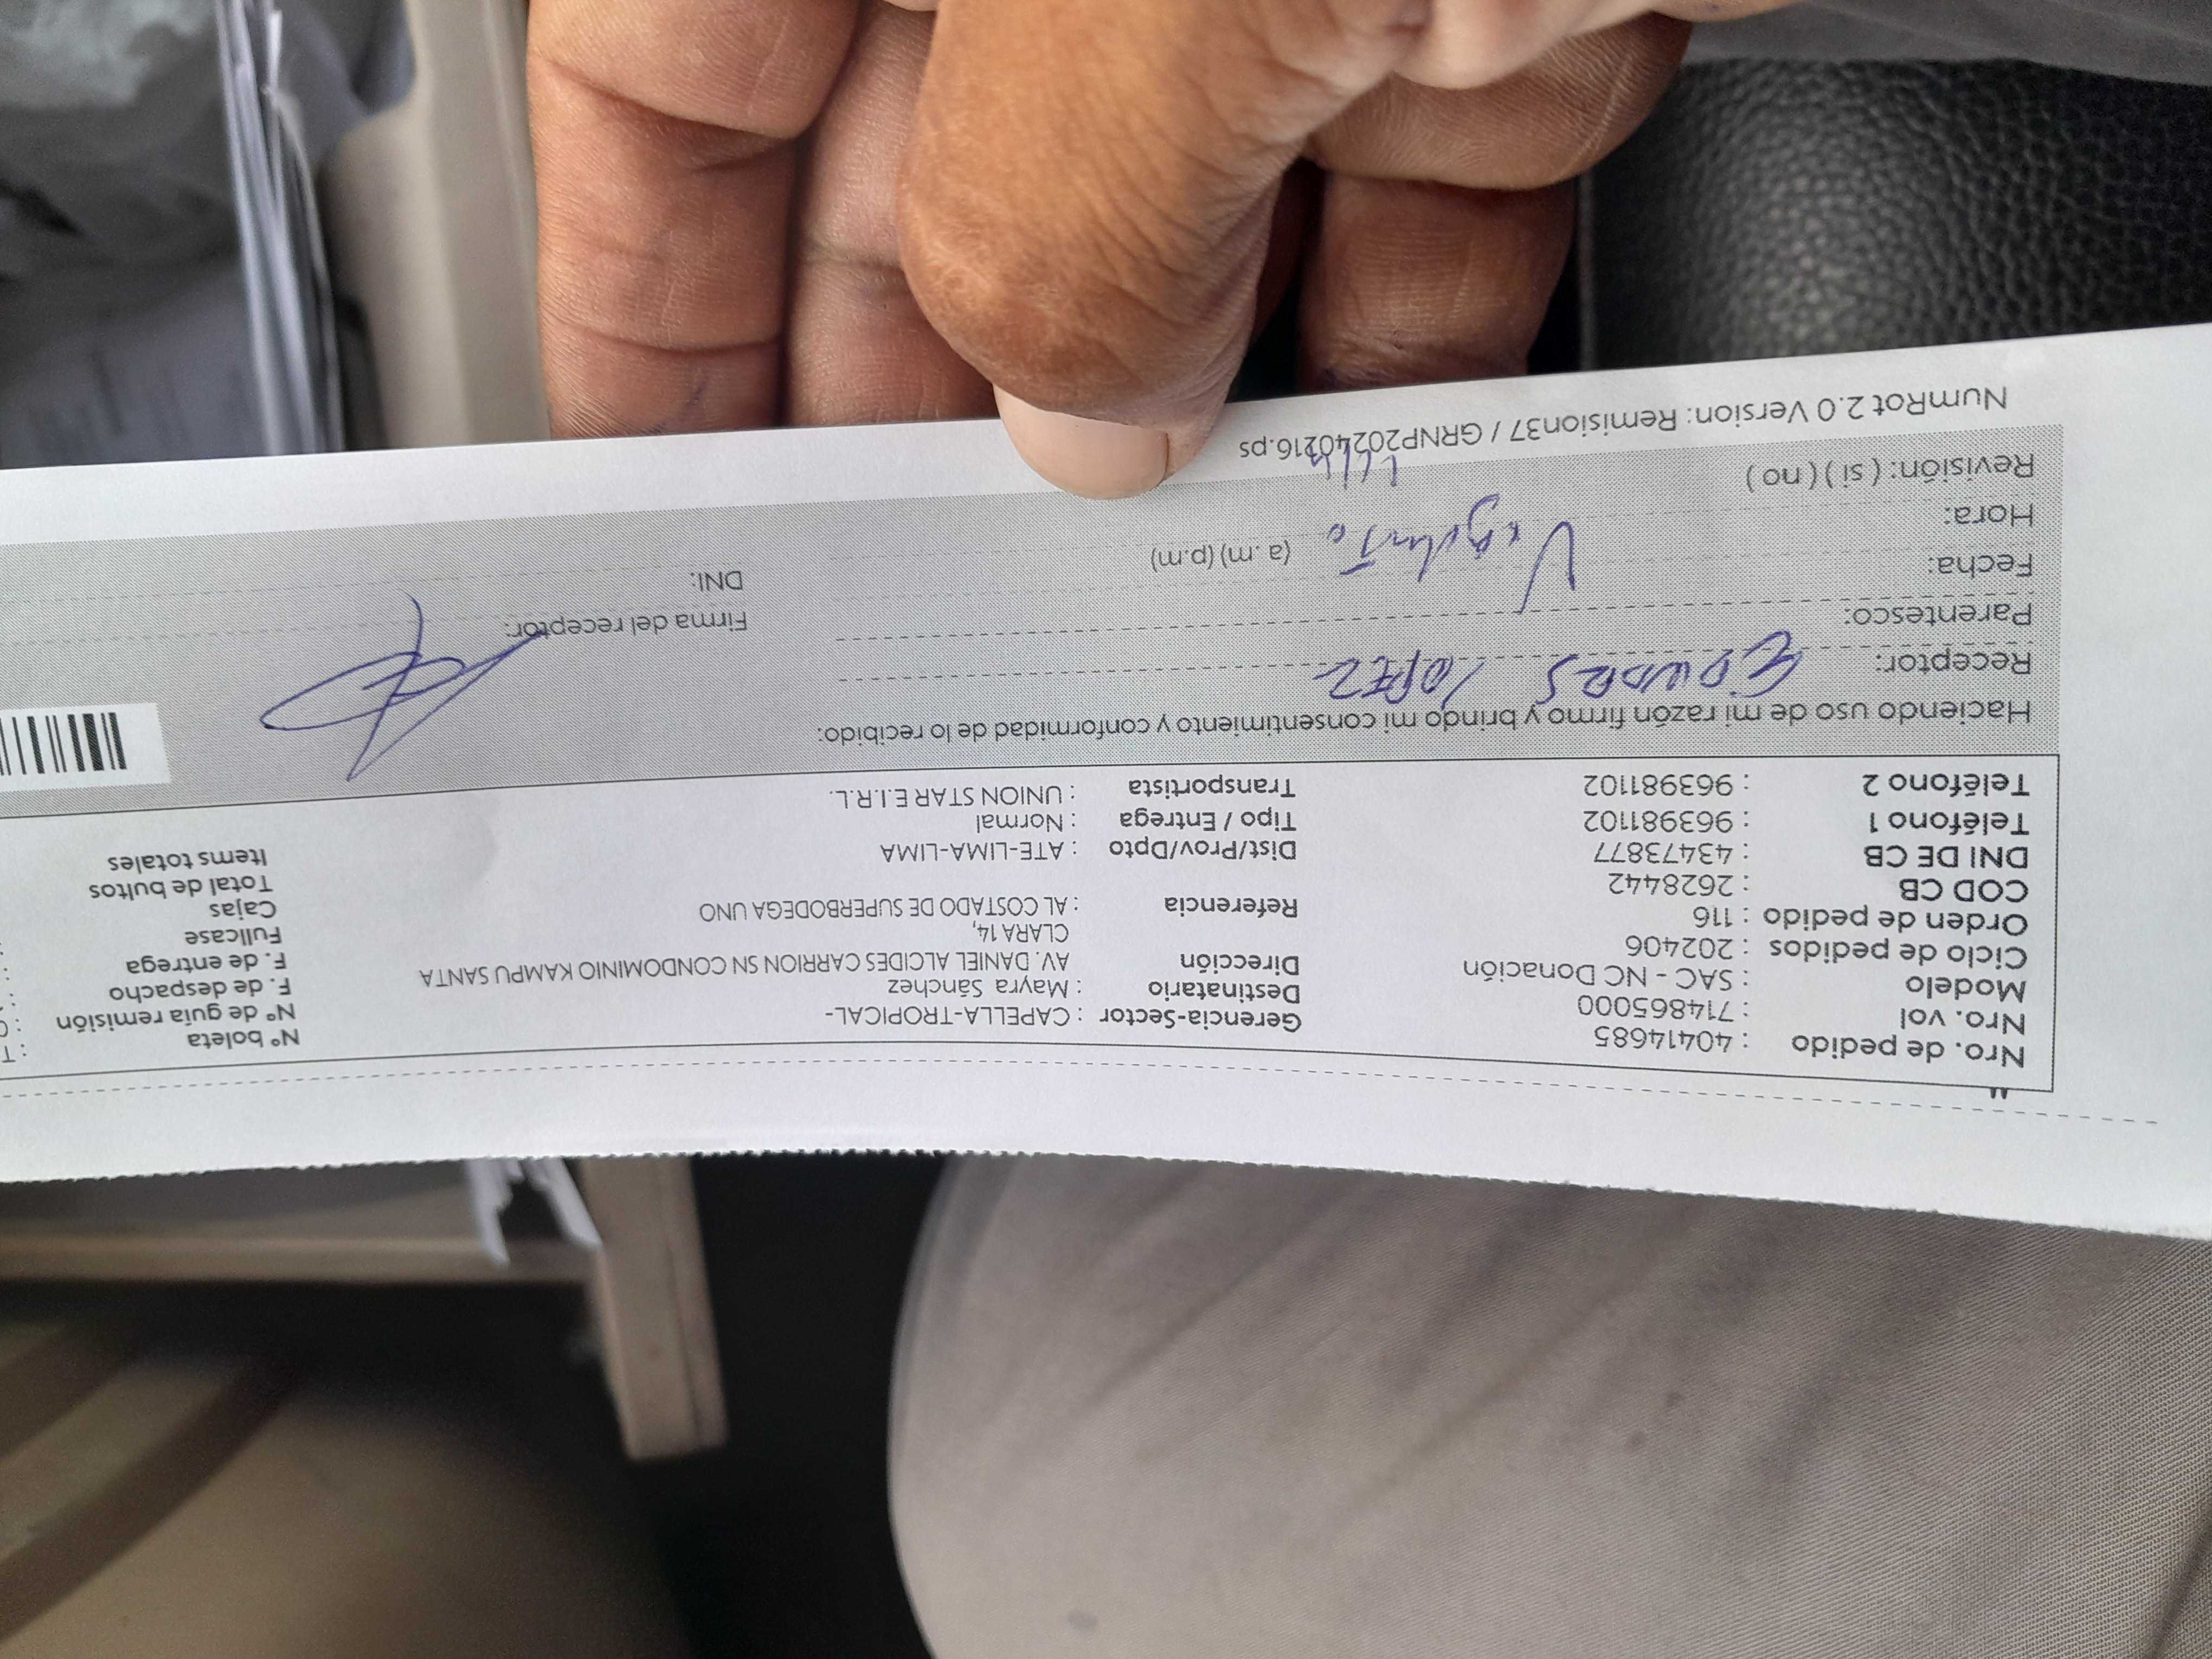 Nro. de pedido : 40414685
Nro. vol : 714865000
Modelo : SAC - NC Donación
Ciclo de pedidos : 202406
Orden de pedido : 116
COD CB : 2628442
DNI DE CB : 43473877
Teléfono 1 : 963981102
Teléfono 2 : 963981102
Gerencia-Sector : CAPELLA-TROPICAL-
Destinatario : Mayra Sánchez
Dirección : AV. DANIEL ALCIDES CARRION SN CONDOMINIO KAMPU SANTA
CLARA 14,
Referencia : AL COSTADO DE SUPERBODEGA UNO
Dist/Prov/Dpto : ATE-LIMA-LIMA
Tipo / Entrega : Normal
Transportista : UNION STAR E.I.R.L.
N° boleta : T
N° de guía remisión :
F. de despacho :
F. de entrega :
Fullcase :
Cajas
Total de bultos
Items totales
Haciendo uso de mi razón firmo y brindo mi consentimiento y conformidad de lo recibido:
Receptor: LOPEZ
Parentesco:
Fecha:
Hora: (a.m) (p.m)
Revisión: ( si ) ( no )
Firma del receptor:
DNI:
NumRot 2.0 Version: Remision37 / GRNP20240216.ps